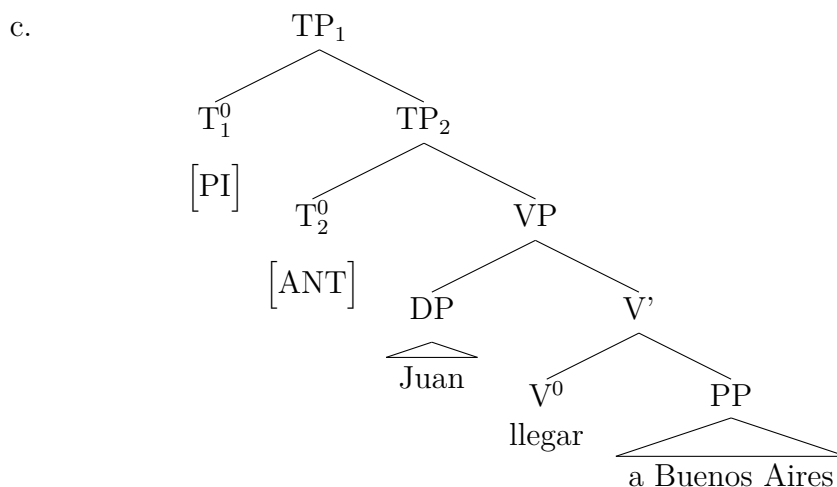 c.
TP₁
T⁰₁ TP₂
[PI]
T⁰₂ VP
[ANT]
DP V’
Juan
V⁰ PP
llegar
a Buenos Aires